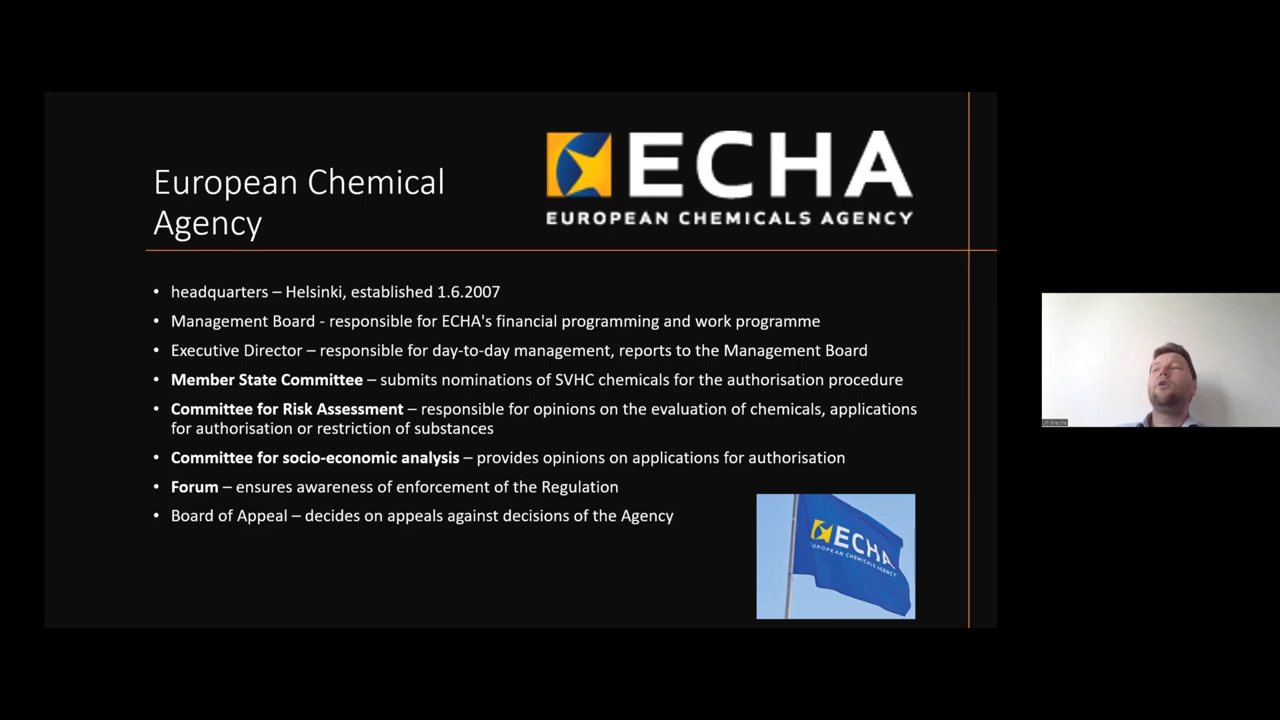 ECHA
EUROPEAN CHEMICALS AGENCY
European Chemical
Agency
• headquarters – Helsinki, established 1.6.2007
• Management Board - responsible for ECHA's financial programming and work programme
• Executive Director – responsible for day-to-day management, reports to the Management Board
• Member State Committee – submits nominations of SVHC chemicals for the authorisation procedure
• Committee for Risk Assessment – responsible for opinions on the evaluation of chemicals, applications
for authorisation or restriction of substances
• Committee for socio-economic analysis – provides opinions on applications for authorisation
• Forum – ensures awareness of enforcement of the Regulation
• Board of Appeal – decides on appeals against decisions of the Agency
ECHA
EUROPEAN CHEMICALS AGENCY